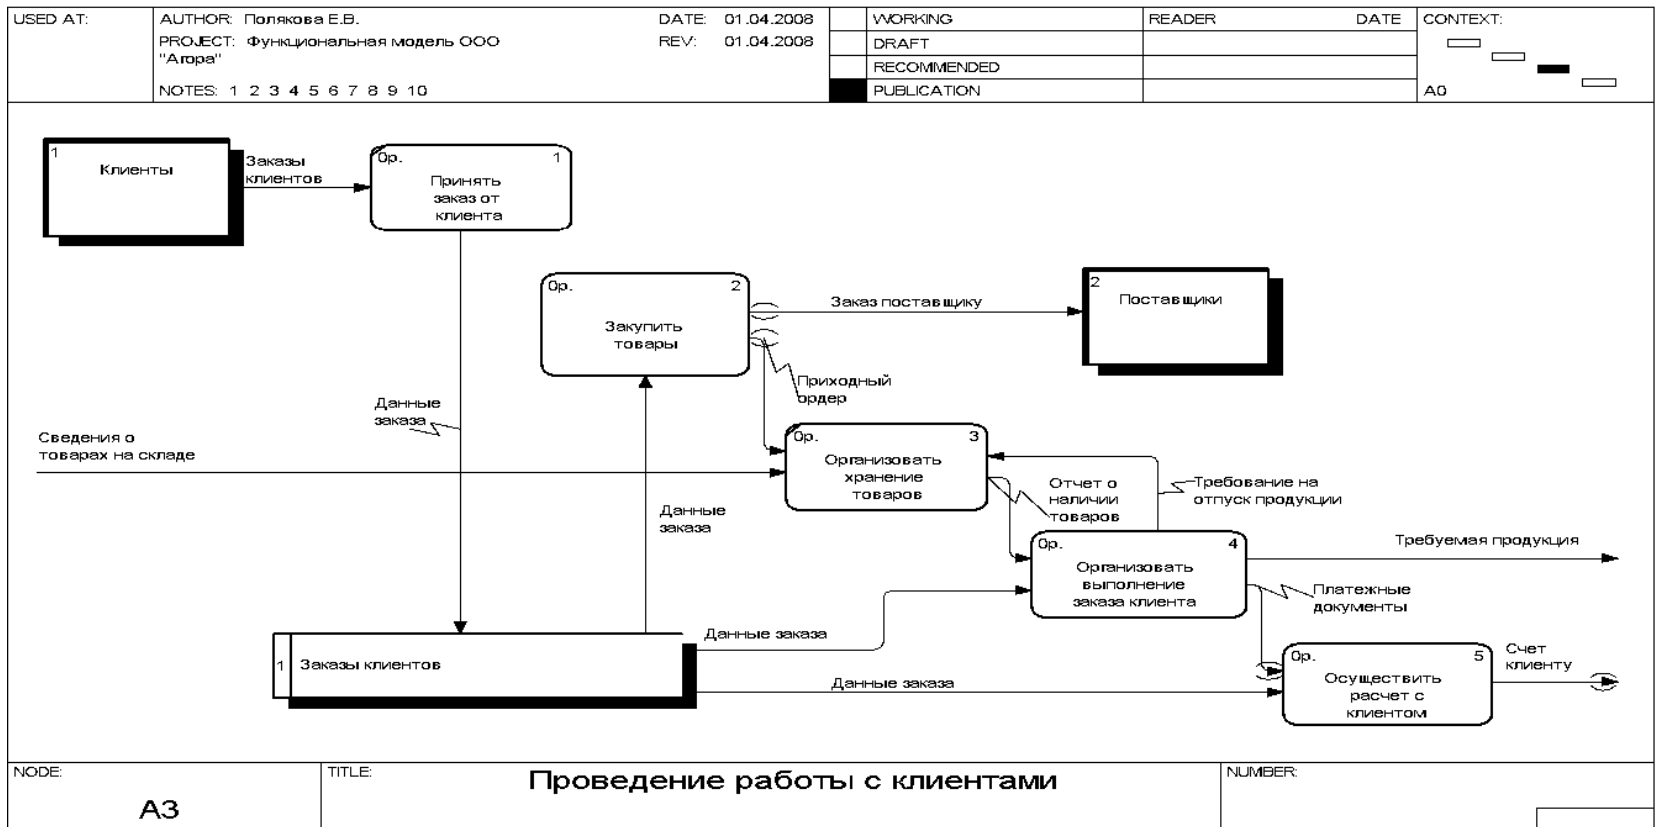 USED AT:
AUTHOR: Полякова Е.В.
DATE: 01.04.2008
PROJECT: Функциональная модель ООО
"Агора"
REV: 01.04.2008
NOTES: 1 2 3 4 5 6 7 8 9 10
WORKING
DRAFT
RECOMMENDED
PUBLICATION
READER DATE
CONTEXT:
A0
1
Клиенты
Заказы
клиентов
0р. 1
Принять
заказ от
клиента
0р. 2
Закупить
товары
Заказ поставщику
2
Поставщики
Приходный
ордер
Данные
заказа
Сведения о
товарах на складе
0р. 3
Организовать
хранение
товаров
Отчет о
наличии
товаров
Требование на
отпуск продукции
Данные
заказа
0р. 4
Организовать
выполнение
заказа клиента
Требуемая продукция
Платежные
документы
Данные заказа
1 Заказы клиентов
Данные заказа
0р. 5
Осуществить
расчет с
клиентом
Счет
клиенту
NODE:
A3
TITLE:
Проведение работы с клиентами
NUMBER: